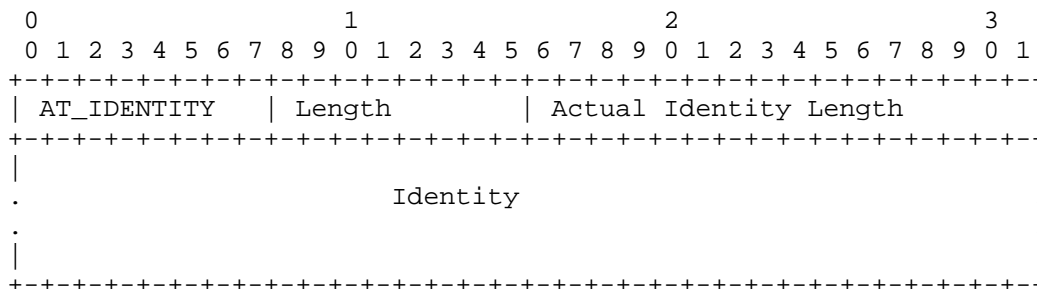 0                   1                   2                   3
 0 1 2 3 4 5 6 7 8 9 0 1 2 3 4 5 6 7 8 9 0 1 2 3 4 5 6 7 8 9 0 1
+-+-+-+-+-+-+-+-+-+-+-+-+-+-+-+-+-+-+-+-+-+-+-+-+-+-+-+-+-+-+-+--
| AT_IDENTITY   | Length        | Actual Identity Length
+-+-+-+-+-+-+-+-+-+-+-+-+-+-+-+-+-+-+-+-+-+-+-+-+-+-+-+-+-+-+-+--
|
.                       Identity
.
|
+-+-+-+-+-+-+-+-+-+-+-+-+-+-+-+-+-+-+-+-+-+-+-+-+-+-+-+-+-+-+-+--